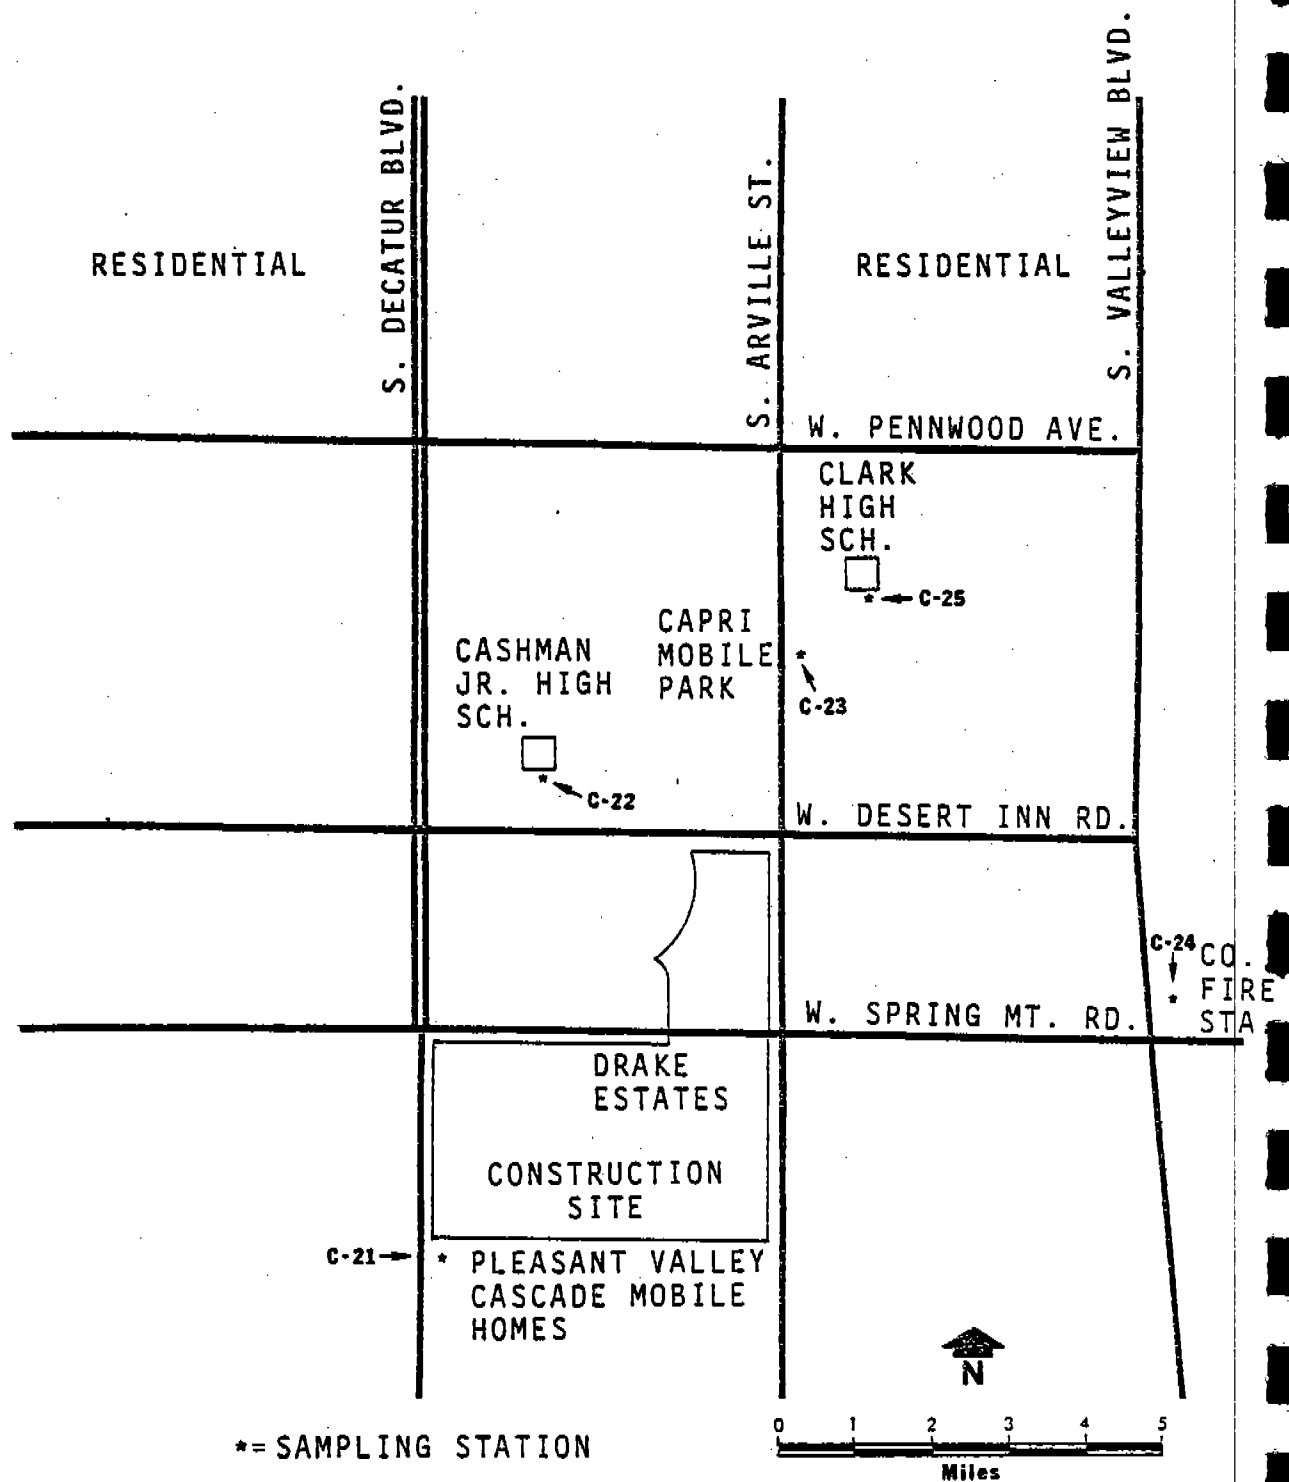 S. DECATUR BLVD.
S. ARVILLE ST.
S. VALLEYVIEW BLVD.
RESIDENTIAL
RESIDENTIAL
W. PENNWOOD AVE.
CLARK
HIGH
SCH.
C-25
CAPRI
MOBILE
PARK
C-23
CASHMAN
JR. HIGH
SCH.
C-22
W. DESERT INN RD.
C-24
CO.
FIRE
STA
W. SPRING MT. RD.
DRAKE
ESTATES
CONSTRUCTION
SITE
C-21
* PLEASANT VALLEY
CASCADE MOBILE
HOMES
N
*= SAMPLING STATION
0 1 2 3 4 5
Miles